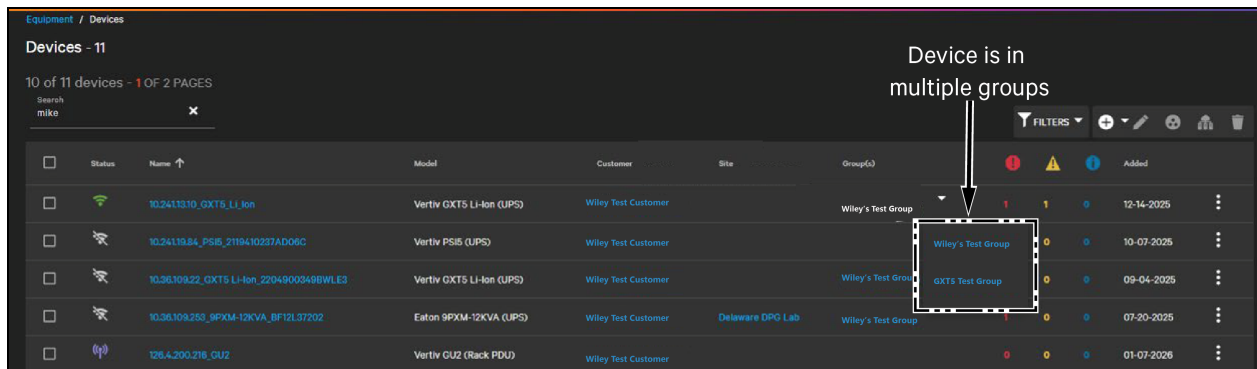 Equipment / Devices
Devices - 11
Device is in
multiple groups
10 of 11 devices - 1 OF 2 PAGES
Search
mike
FILTERS
Status Name Model Customer Site Group(s) Added
10.241.13.10_GXT5_Li_Ion Vertiv GXT5 Li-Ion (UPS) Wiley Test Customer Wiley's Test Group 1 1 0 12-14-2025
10.241.19.84_PSI5_2119410237AD06C Vertiv PSI5 (UPS) Wiley Test Customer Wiley's Test Group 0 0 10-07-2025
10.36.109.22_GXT5 Li-Ion_2204900349BWLE3 Vertiv GXT5 Li-Ion (UPS) Wiley Test Customer Wiley's Test Grou GXT5 Test Group 0 0 09-04-2025
10.36.109.253_9PXM-12KVA_BF12L37202 Eaton 9PXM-12KVA (UPS) Wiley Test Customer Delaware DPG Lab Wiley's Test Group 1 0 0 07-20-2025
126.4.200.216_GU2 Vertiv GU2 (Rack PDU) Wiley Test Customer 0 0 0 01-07-2026